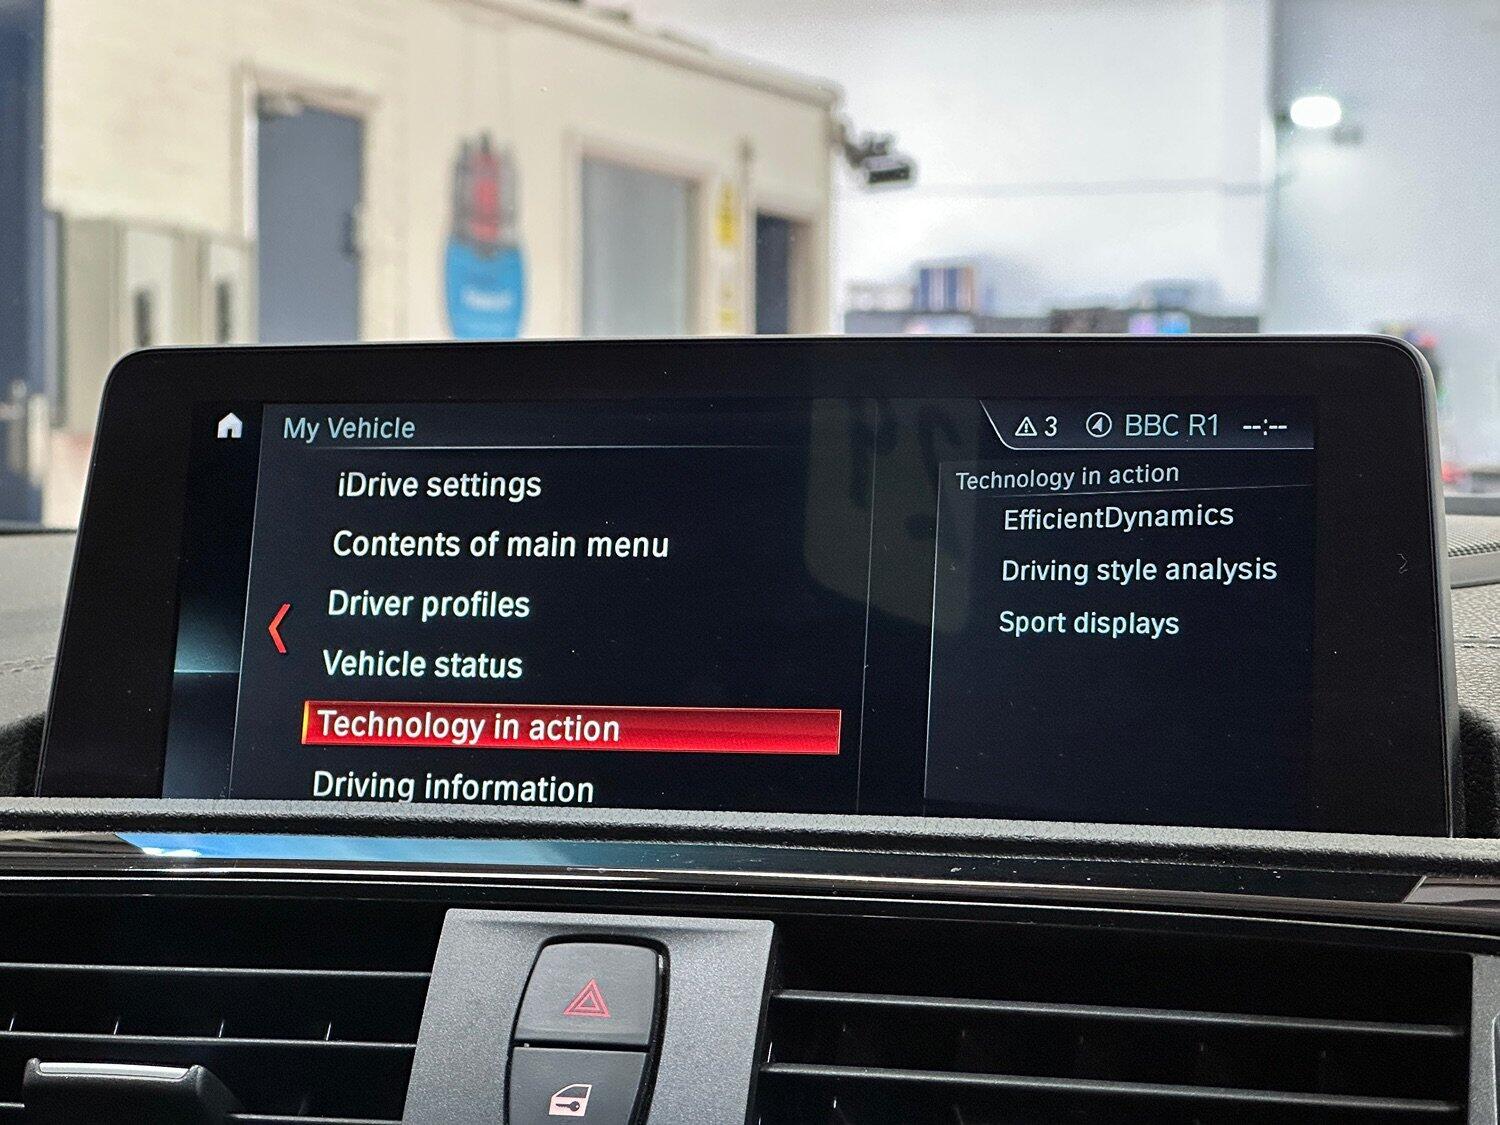 My Vehicle
3 BBC R1 --:--
iDrive settings
Contents of main menu
Driver profiles
Vehicle status
Technology in action
Driving information
Technology in action
EfficientDynamics
Driving style analysis
Sport displays